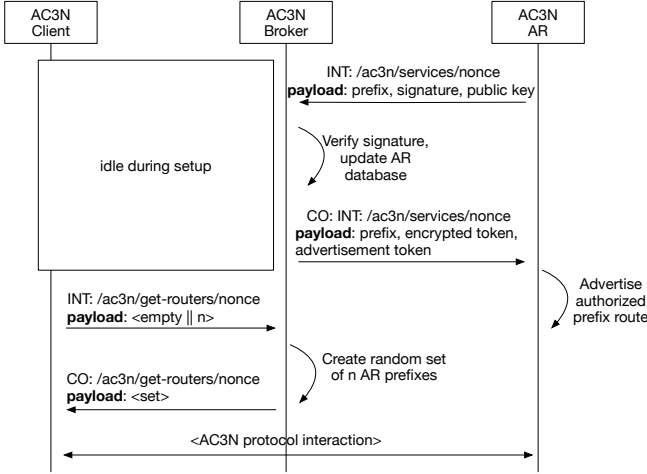 AC3N
Client
AC3N
Broker
AC3N
AR
INT: /ac3n/services/nonce
payload: prefix, signature, public key
idle during setup
Verify signature,
update AR
database
CO: INT: /ac3n/services/nonce
payload: prefix, encrypted token,
advertisement token
Advertise
authorized
prefix route
INT: /ac3n/get-routers/nonce
payload: <empty || n>
Create random set
of n AR prefixes
CO: /ac3n/get-routers/nonce
payload: <set>
<AC3N protocol interaction>